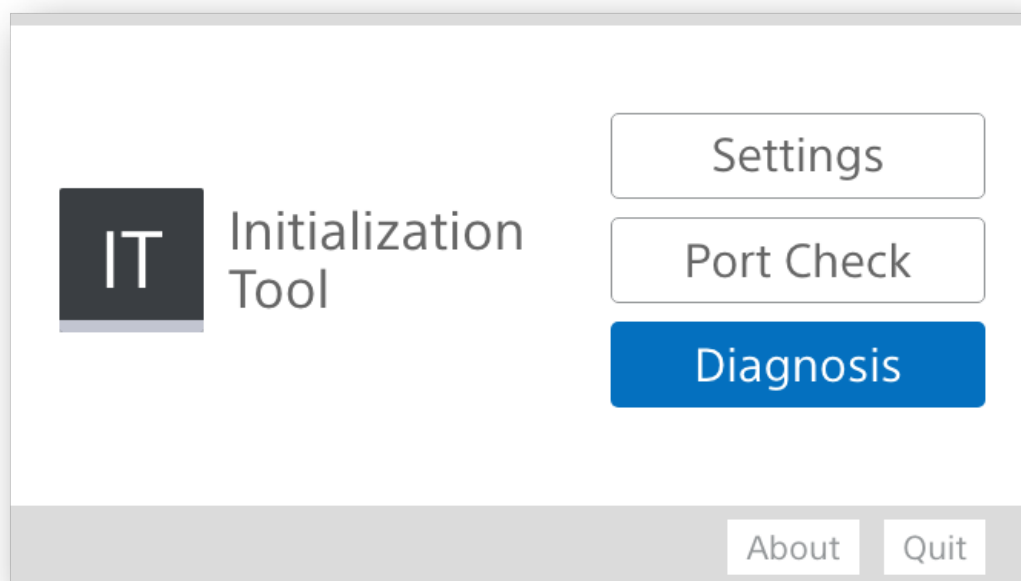 IT
Initialization
Tool
Settings
Port Check
Diagnosis
About
Quit